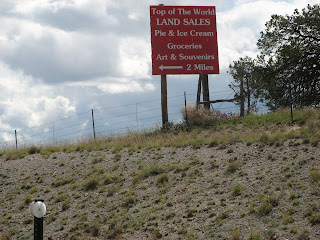 Top of The World
LAND SALES
Pie & Ice Cream
Groceries
Art & Souvenirs
2 Miles